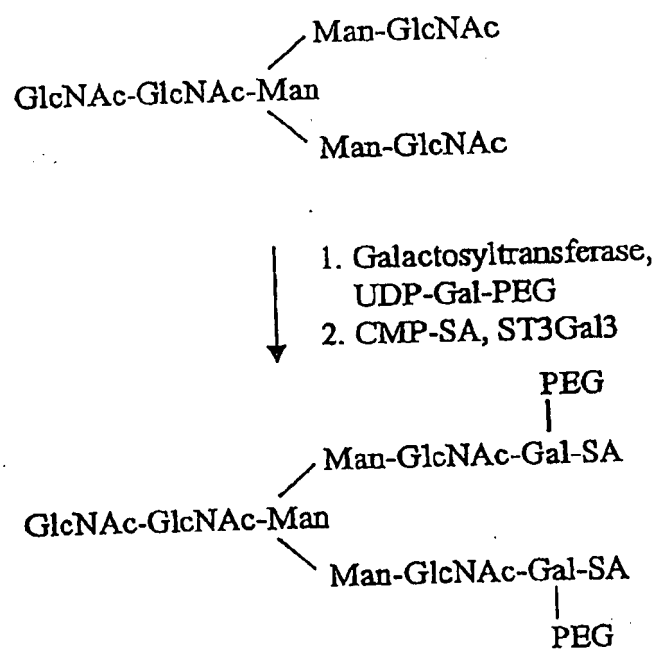 Man-GlcNAc
GlcNAc-GlcNAc-Man
Man-GlcNAc
1. Galactosyltransferase,
UDP-Gal-PEG
2. CMP-SA, ST3Gal3
PEG
Man-GlcNAc-Gal-SA
GlcNAc-GlcNAc-Man
Man-GlcNAc-Gal-SA
PEG